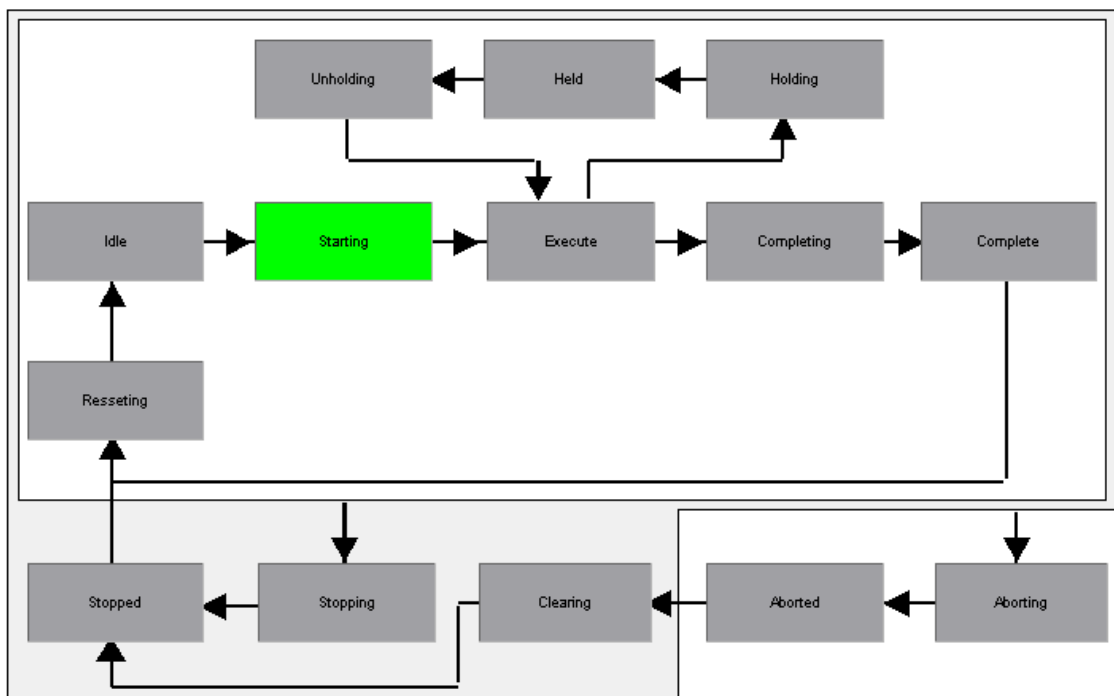 Unholding
Held
Holding
Idle
Starting
Execute
Completing
Complete
Resseting
Stopped
Stopping
Clearing
Aborted
Aborting